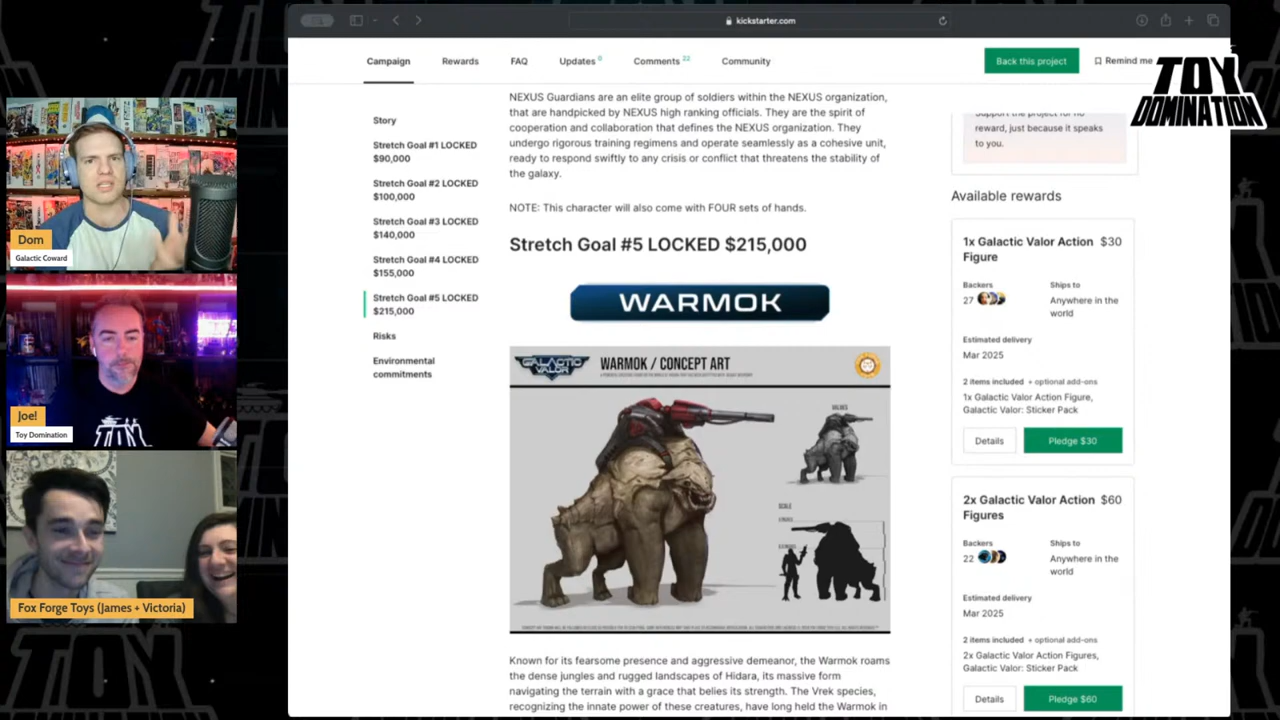 kickstarter.com
Campaign
Rewards
FAQ
Updates 0
Comments 22
Community
Back this project
Remind me
TOY
DOMINATION
Dom
Galactic Coward
Joe!
Toy Domination
Fox Forge Toys (James + Victoria)
Story
Stretch Goal #1 LOCKED
$90,000
Stretch Goal #2 LOCKED
$100,000
Stretch Goal #3 LOCKED
$140,000
Stretch Goal #4 LOCKED
$155,000
Stretch Goal #5 LOCKED
$215,000
Risks
Environmental
commitments
NEXUS Guardians are an elite group of soldiers within the NEXUS organization,
that are handpicked by NEXUS high ranking officials. They are the spirit of
cooperation and collaboration that defines the NEXUS organization. They
undergo rigorous training regimens and operate seamlessly as a cohesive unit,
ready to respond swiftly to any crisis or conflict that threatens the stability of
the galaxy.
NOTE: This character will also come with FOUR sets of hands.
Stretch Goal #5 LOCKED $215,000
WARMOK
GALACTIC
VALOR
WARMOK / CONCEPT ART
VALUES
SCALE
Known for its fearsome presence and aggressive demeanor, the Warmok roams
the dense jungles and rugged landscapes of Hidara, its massive form
navigating the terrain with a grace that belies its strength. The Vrek species,
recognizing the innate power of these creatures, have long held the Warmok in
Support the project for no
reward, just because it speaks
to you.
Available rewards
1x Galactic Valor Action $30
Figure
Backers
27
Ships to
Anywhere in the
world
Estimated delivery
Mar 2025
2 items included + optional add-ons
1x Galactic Valor Action Figure,
Galactic Valor: Sticker Pack
Details
Pledge $30
2x Galactic Valor Action $60
Figures
Backers
22
Ships to
Anywhere in the
world
Estimated delivery
Mar 2025
2 items included + optional add-ons
2x Galactic Valor Action Figures,
Galactic Valor: Sticker Pack
Details
Pledge $60